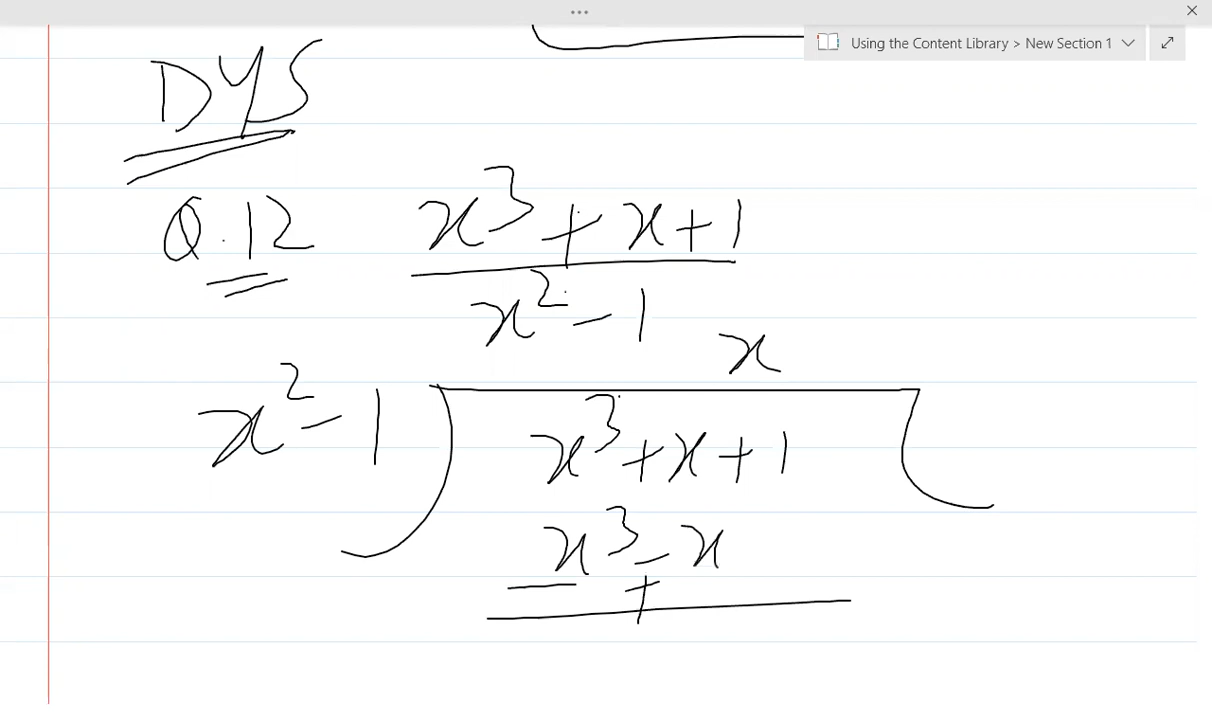 Using the Content Library > New Section 1
DYS
Q.12 x³ + x + 1
x² - 1
x
x² - 1 ) x³ + x + 1
x³ - x
- +